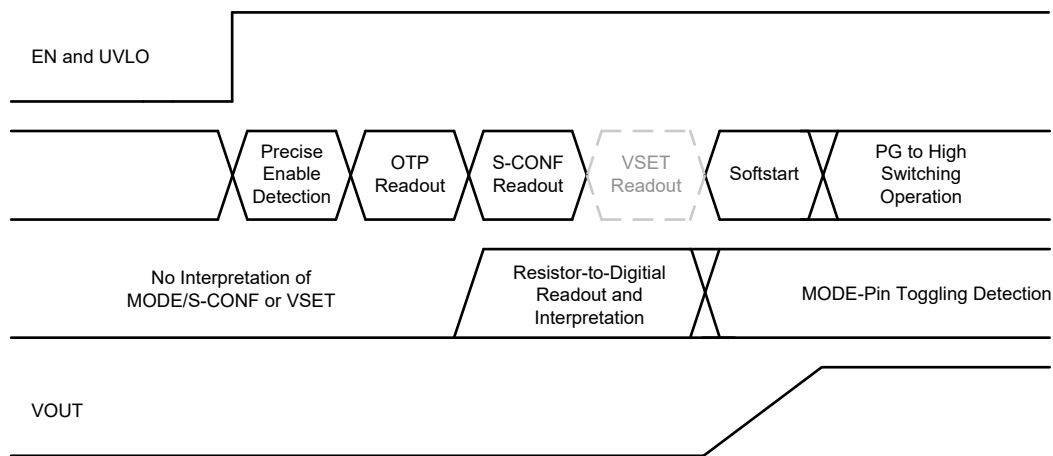 EN and UVLO
Precise
Enable
Detection
OTP
Readout
S-CONF
Readout
VSET
Readout
Softstart
PG to High
Switching
Operation
No Interpretation of
MODE/S-CONF or VSET
Resistor-to-Digitial
Readout and
Interpretation
MODE-Pin Toggling Detection
VOUT